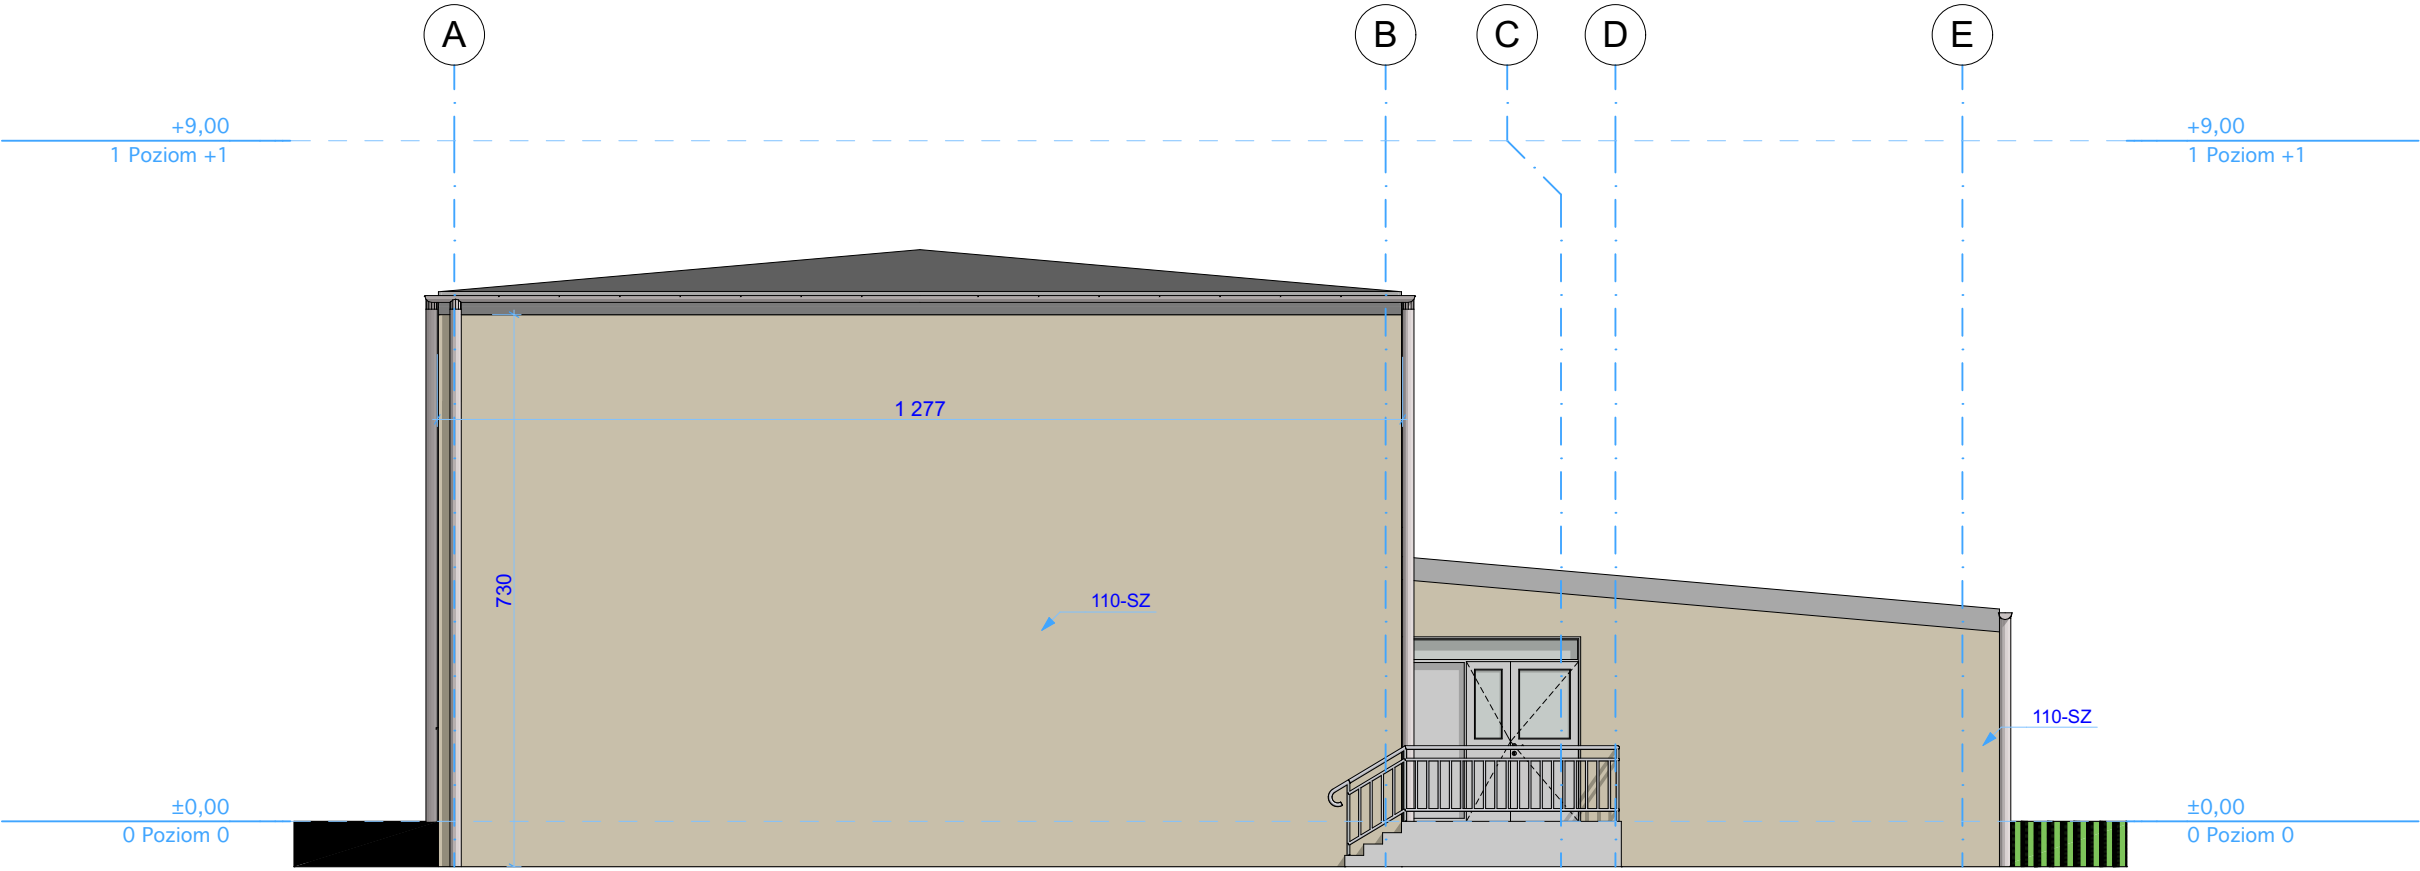 A B C D E
+9,00 +9,00
1 Poziom +1 1 Poziom +1
1 277
730
110-SZ
110-SZ
±0,00 ±0,00
0 Poziom 0 0 Poziom 0